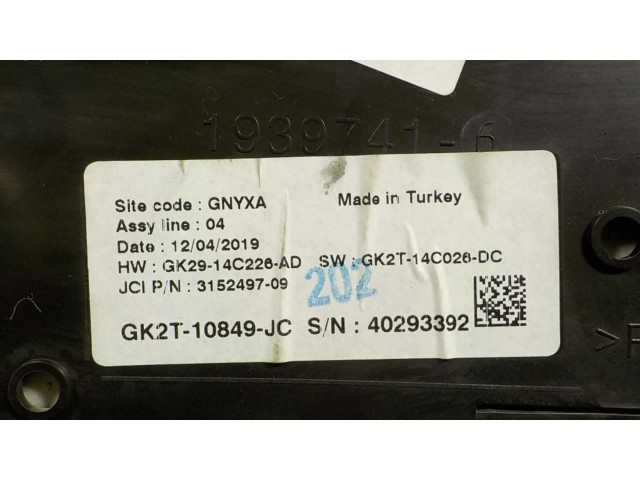 1939741-6
Site code : GNYXA Made in Turkey
Assy line : 04
Date : 12/04/2019
HW : GK29-14C226-AD SW : GK2T-14C026-DC
JCI P/N : 3152497-09
202
GK2T-10849-JC S/N : 40293392